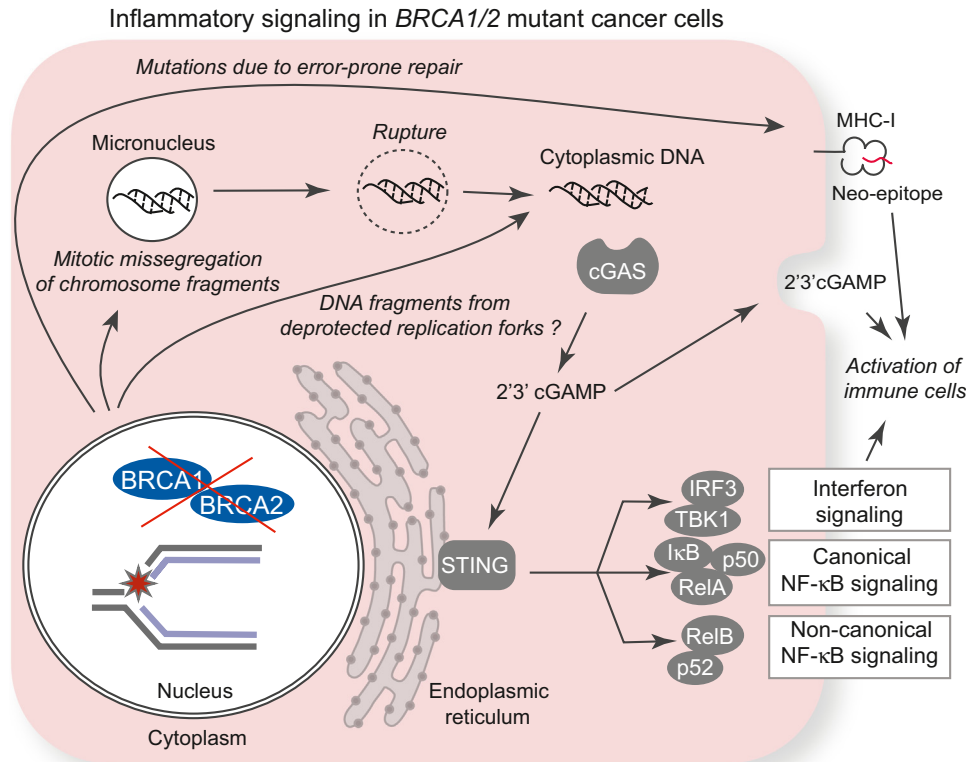 Inflammatory signaling in BRCA1/2 mutant cancer cells
Mutations due to error-prone repair
Micronucleus
Rupture
Cytoplasmic DNA
MHC-I
Neo-epitope
cGAS
Mitotic missegregation
of chromosome fragments
DNA fragments from
deprotected replication forks ?
2'3'cGAMP
2'3' cGAMP
Activation of
immune cells
BRCA1
BRCA2
STING
IRF3
TBK1
Interferon
signaling
IκB
p50
RelA
Canonical
NF-κB signaling
RelB
p52
Non-canonical
NF-κB signaling
Nucleus
Cytoplasm
Endoplasmic
reticulum